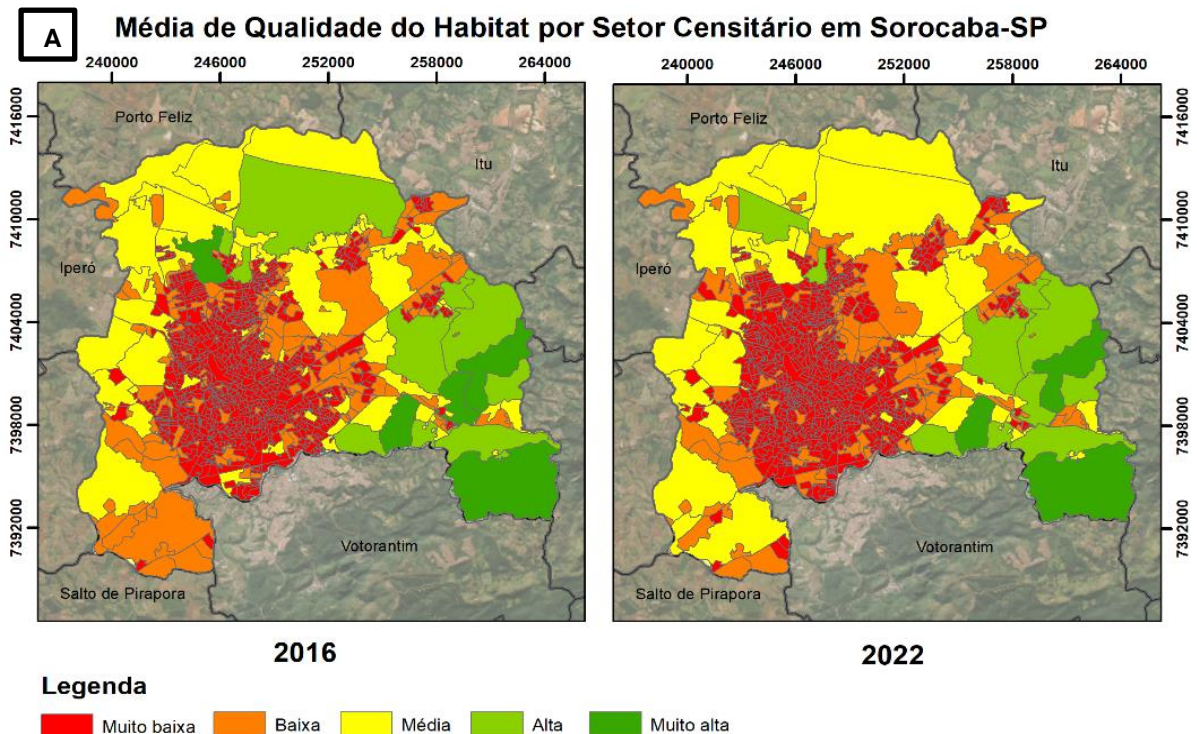 A
Média de Qualidade do Habitat por Setor Censitário em Sorocaba-SP
240000 246000 252000 258000 264000 240000 246000 252000 258000 264000
7416000 7410000 7404000 7398000 7392000
Porto Feliz
Itu
Iperó
Votorantim
Salto de Pirapora
Porto Feliz
Itu
Iperó
Votorantim
Salto de Pirapora
7416000 7410000 7404000 7398000 7392000
2016 2022
Legenda
Muito baixa Baixa Média Alta Muito alta